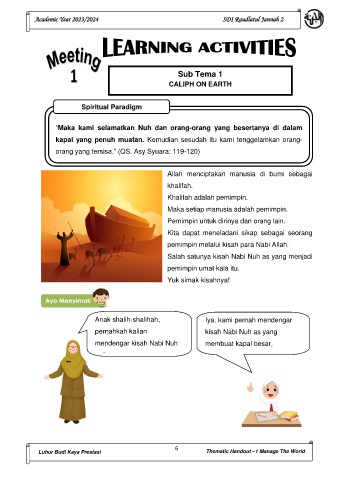 Academic Year 2023/2024
SDI Raudlatul Jannah 2
LEARNING ACTIVITIES
Meeting
1
Sub Tema 1
CALIPH ON EARTH
Spiritual Paradigm
"Maka kami selamatkan Nuh dan orang-orang yang besertanya di dalam
kapal yang penuh muatan. Kemudian sesudah itu kami tenggelamkan orang-
orang yang tersisa." (QS. Asy Syuara: 119-120)
Allah menciptakan manusia di bumi sebagai
khalifah.
Khalifah adalah pemimpin.
Maka setiap manusia adalah pemimpin.
Pemimpin untuk dirinya dan orang lain.
Kita dapat meneladani sikap sebagai seorang
pemimpin melalui kisah para Nabi Allah.
Salah satunya kisah Nabi Nuh as yang menjadi
pemimpin umat kala itu.
Yuk simak kisahnya!
Ayo Menyimak
Anak shalih-shalihah,
pernahkah kalian
mendengar kisah Nabi Nuh
Iya, kami pernah mendengar
kisah Nabi Nuh as yang
membuat kapal besar,
Luhur Budi Kaya Prestasi
6
Thematic Handout –1 Manage The World